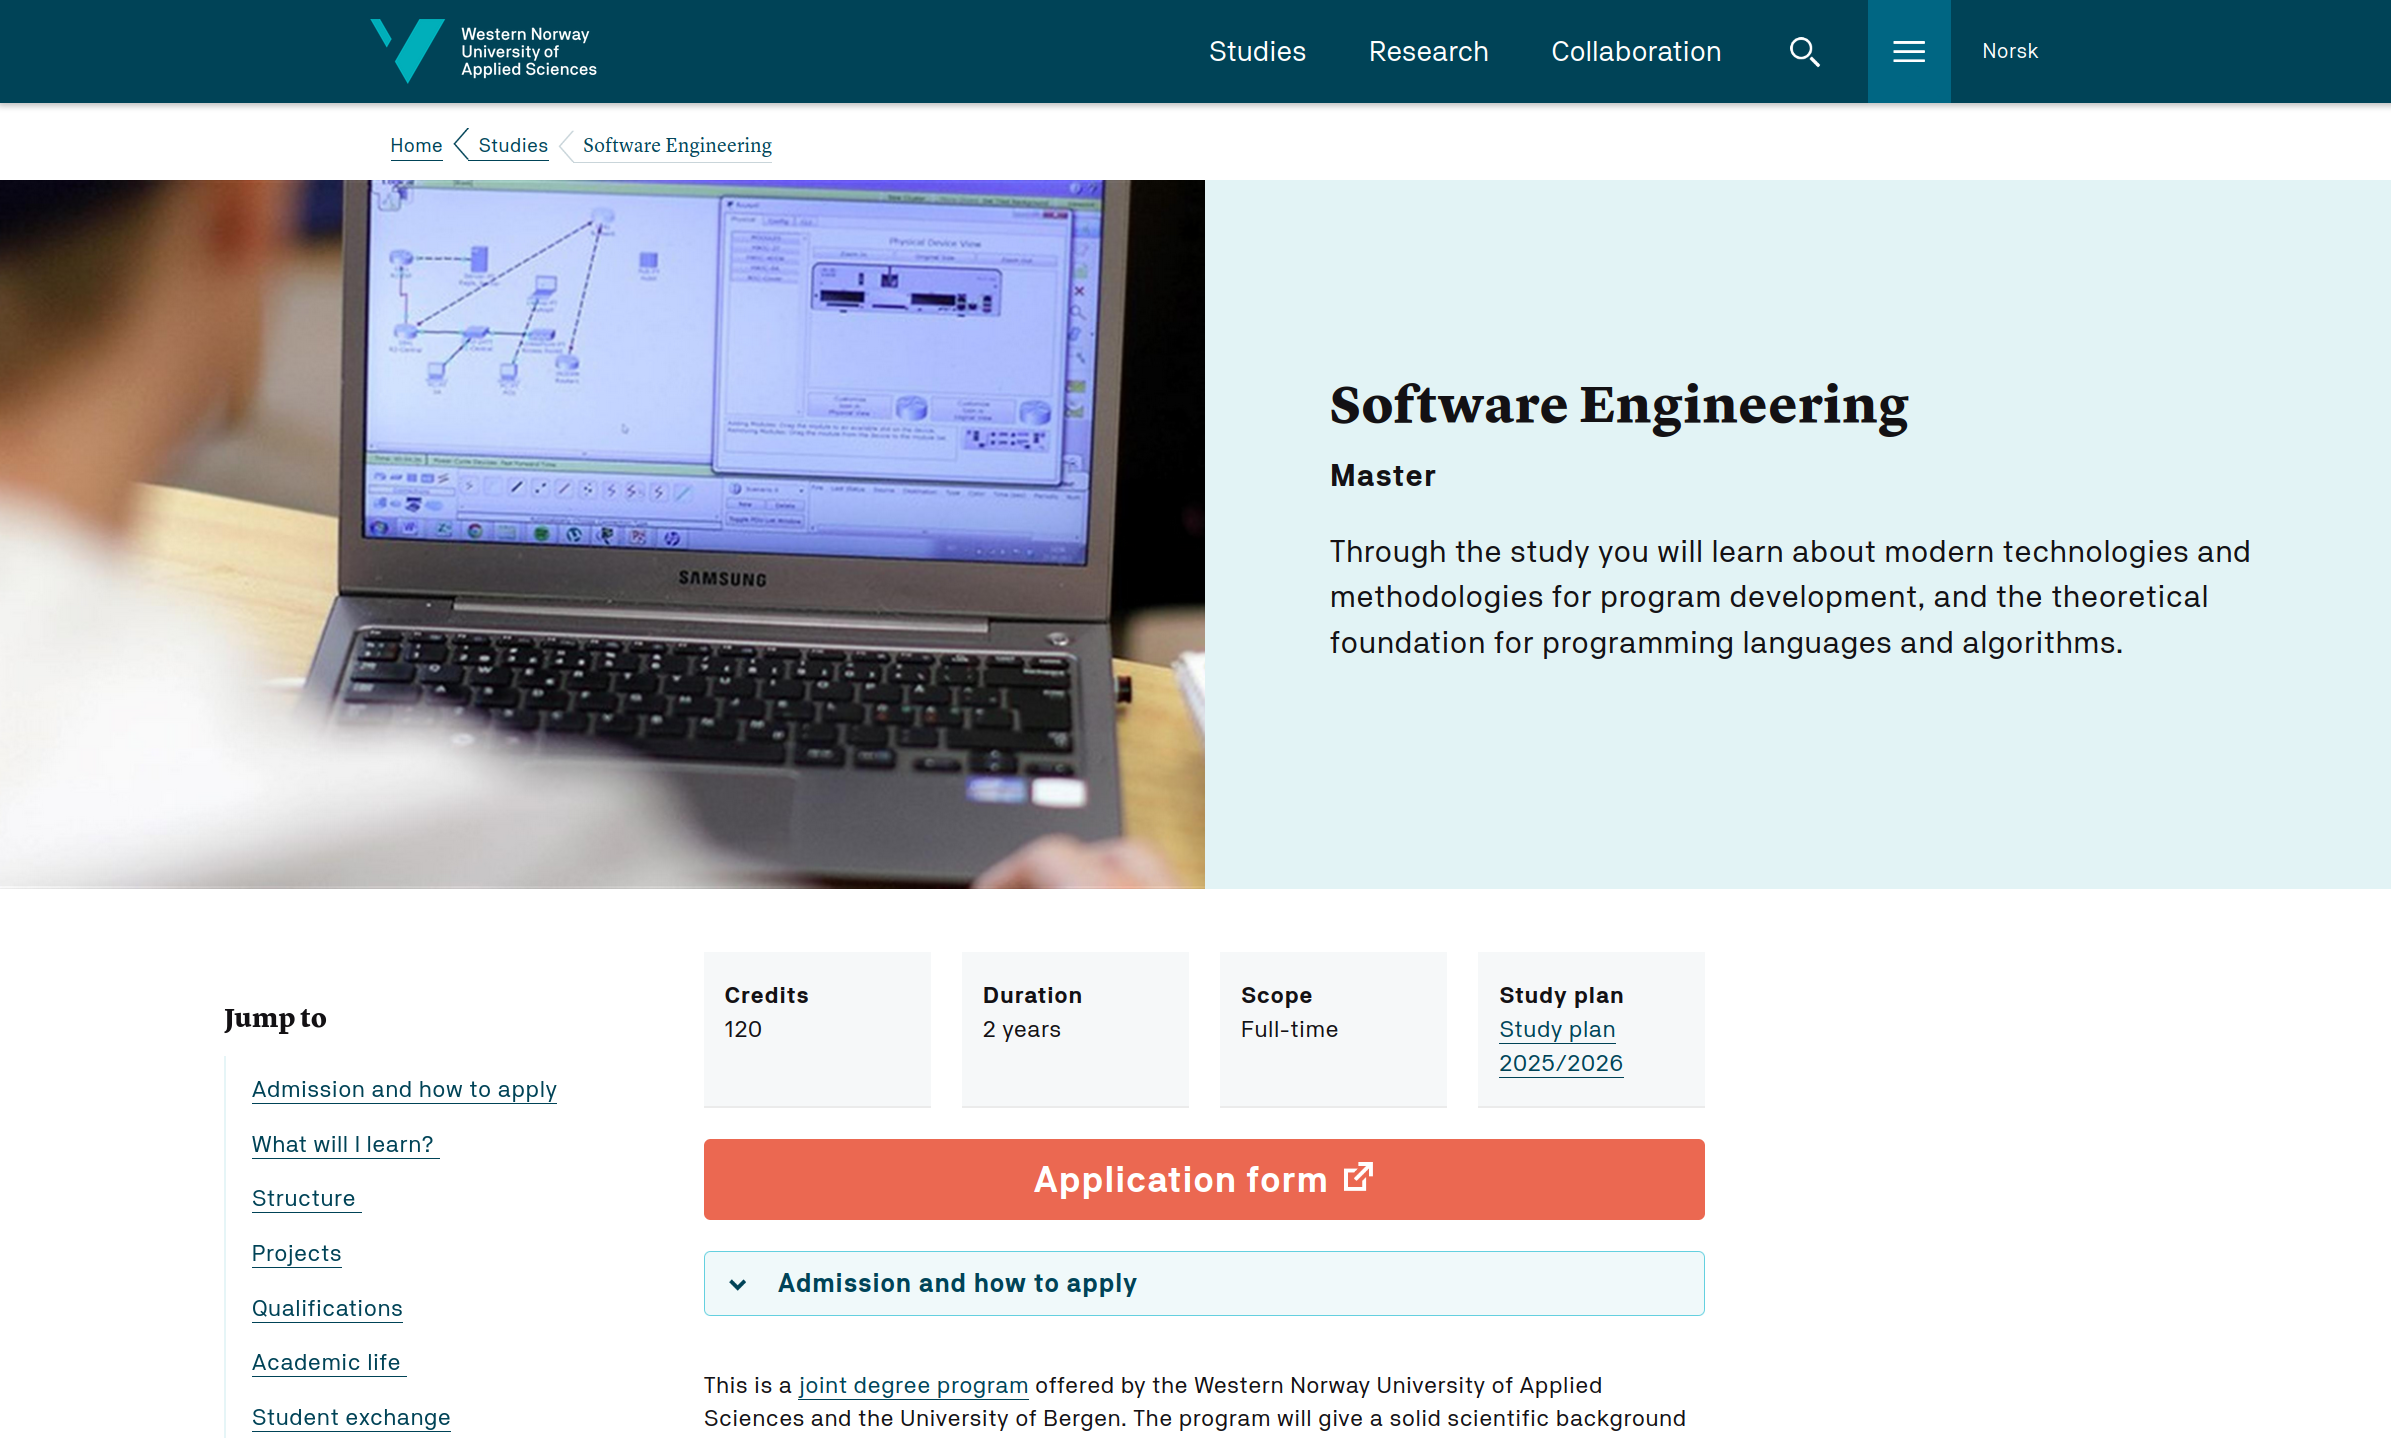 Western Norway
University of
Applied Sciences
Studies
Research
Collaboration
Norsk
Home
Studies
Software Engineering
Physical Device View
SAMSUNG
Software Engineering
Master
Through the study you will learn about modern technologies and
methodologies for program development, and the theoretical
foundation for programming languages and algorithms.
Jump to
Admission and how to apply
What will I learn?
Structure
Projects
Qualifications
Academic life
Student exchange
Credits
120
Duration
2 years
Scope
Full-time
Study plan
Study plan
2025/2026
Application form
Admission and how to apply
This is a joint degree program offered by the Western Norway University of Applied
Sciences and the University of Bergen. The program will give a solid scientific background